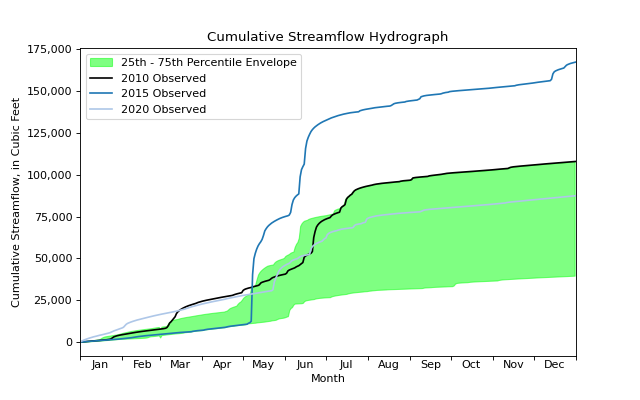 Cumulative Streamflow Hydrograph
175,000
150,000
125,000
100,000
75,000
50,000
25,000
0
Cumulative Streamflow, in Cubic Feet
25th - 75th Percentile Envelope
2010 Observed
2015 Observed
2020 Observed
Jan Feb Mar Apr May Jun Jul Aug Sep Oct Nov Dec
Month